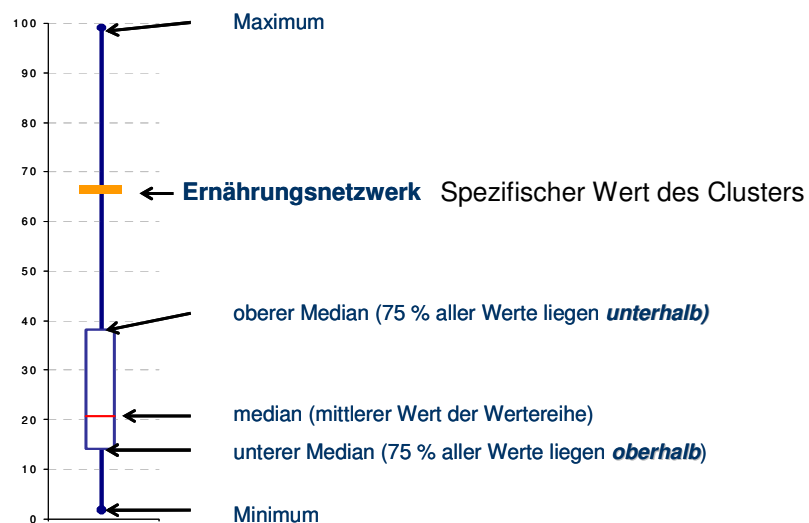 100
Maximum
90
80
70
Ernährungsnetzwerk Spezifischer Wert des Clusters
60
50
40
oberer Median (75 % aller Werte liegen unterhalb)
30
20
median (mittlerer Wert der Wertereihe)
unterer Median (75 % aller Werte liegen oberhalb)
10
0
Minimum